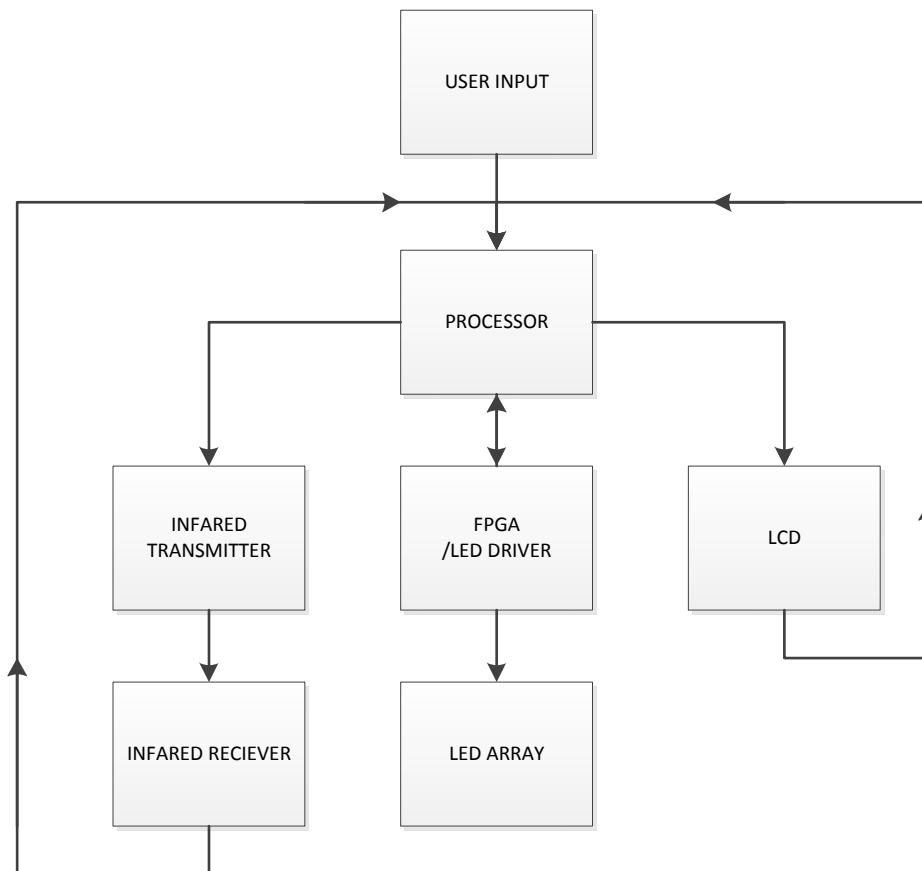 USER INPUT
PROCESSOR
INFARED
TRANSMITTER
FPGA
/LED DRIVER
LCD
INFARED RECIEVER
LED ARRAY